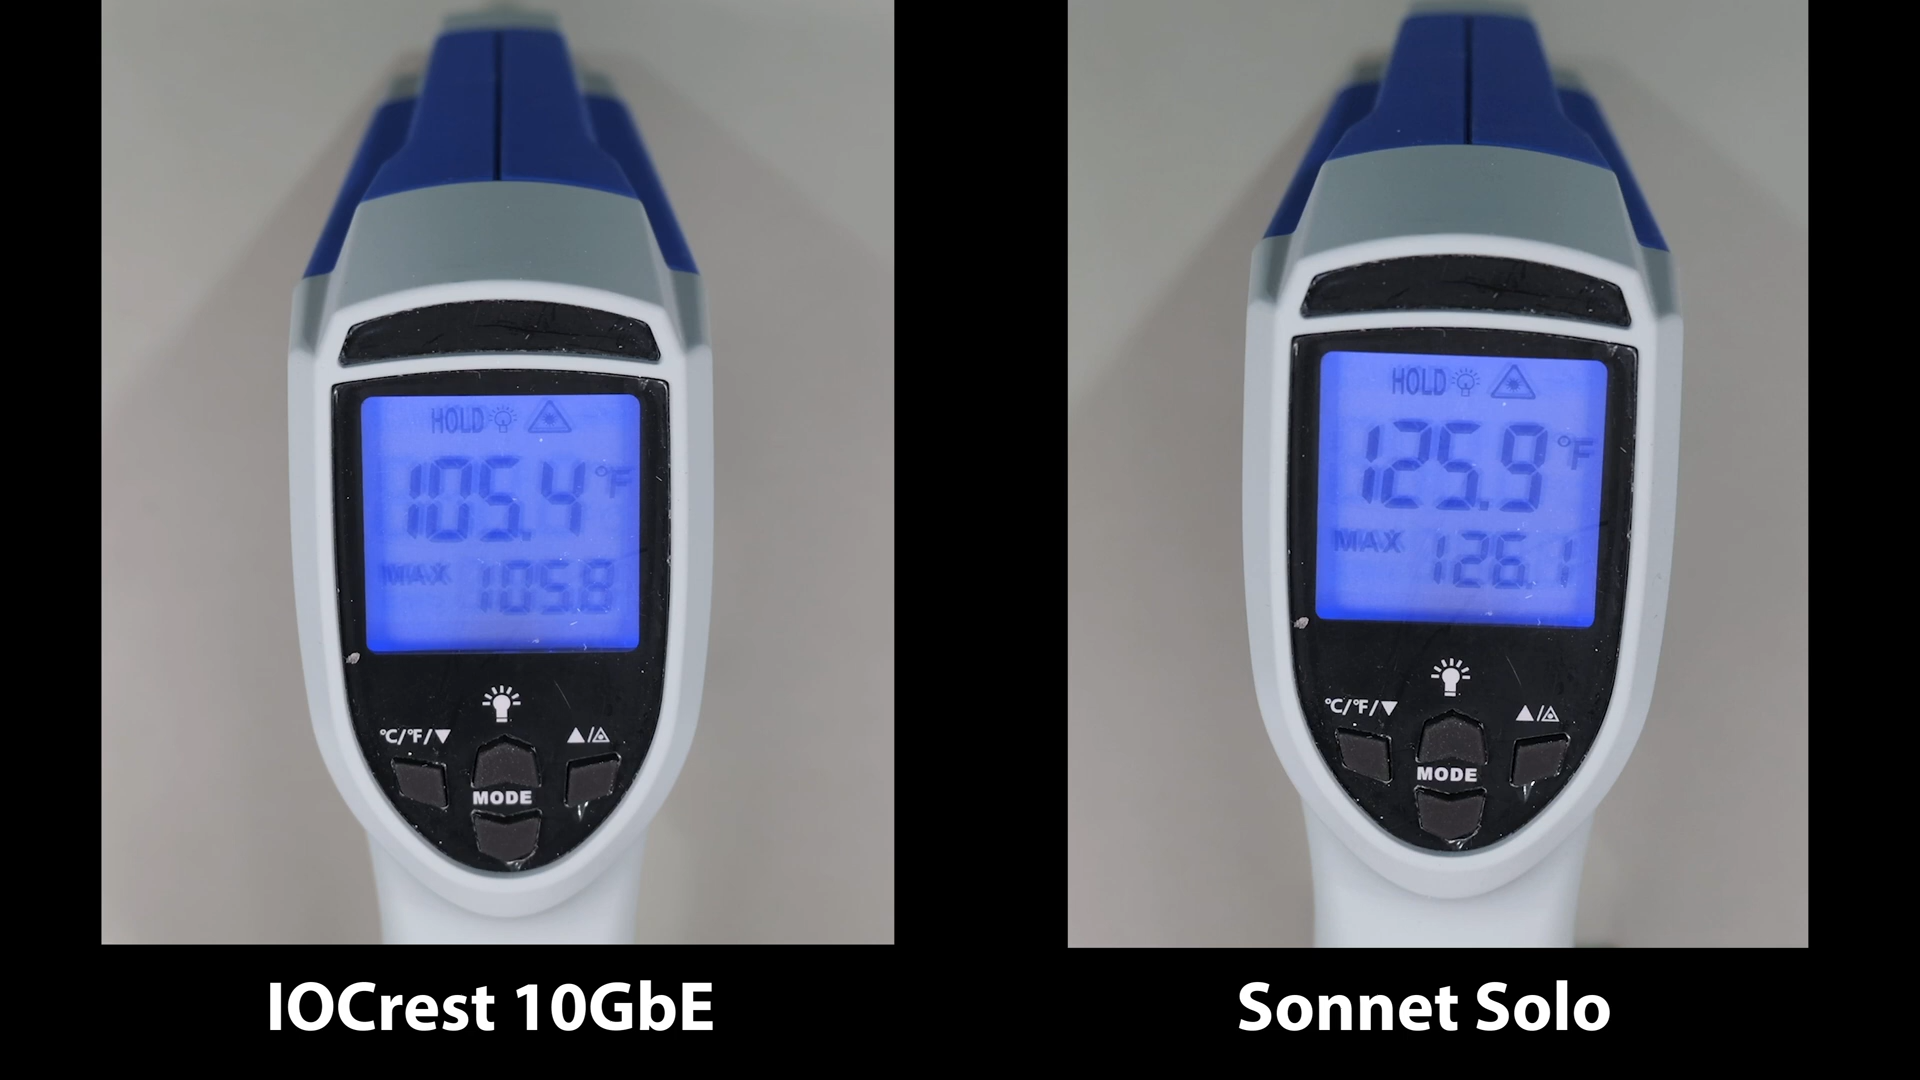 HOLD
105.4 °F
MAX 105.8
°C/°F/▼
▲/
MODE
IOCrest 10GbE
HOLD
125.9 °F
MAX 126.1
°C/°F/▼
▲/
MODE
Sonnet Solo